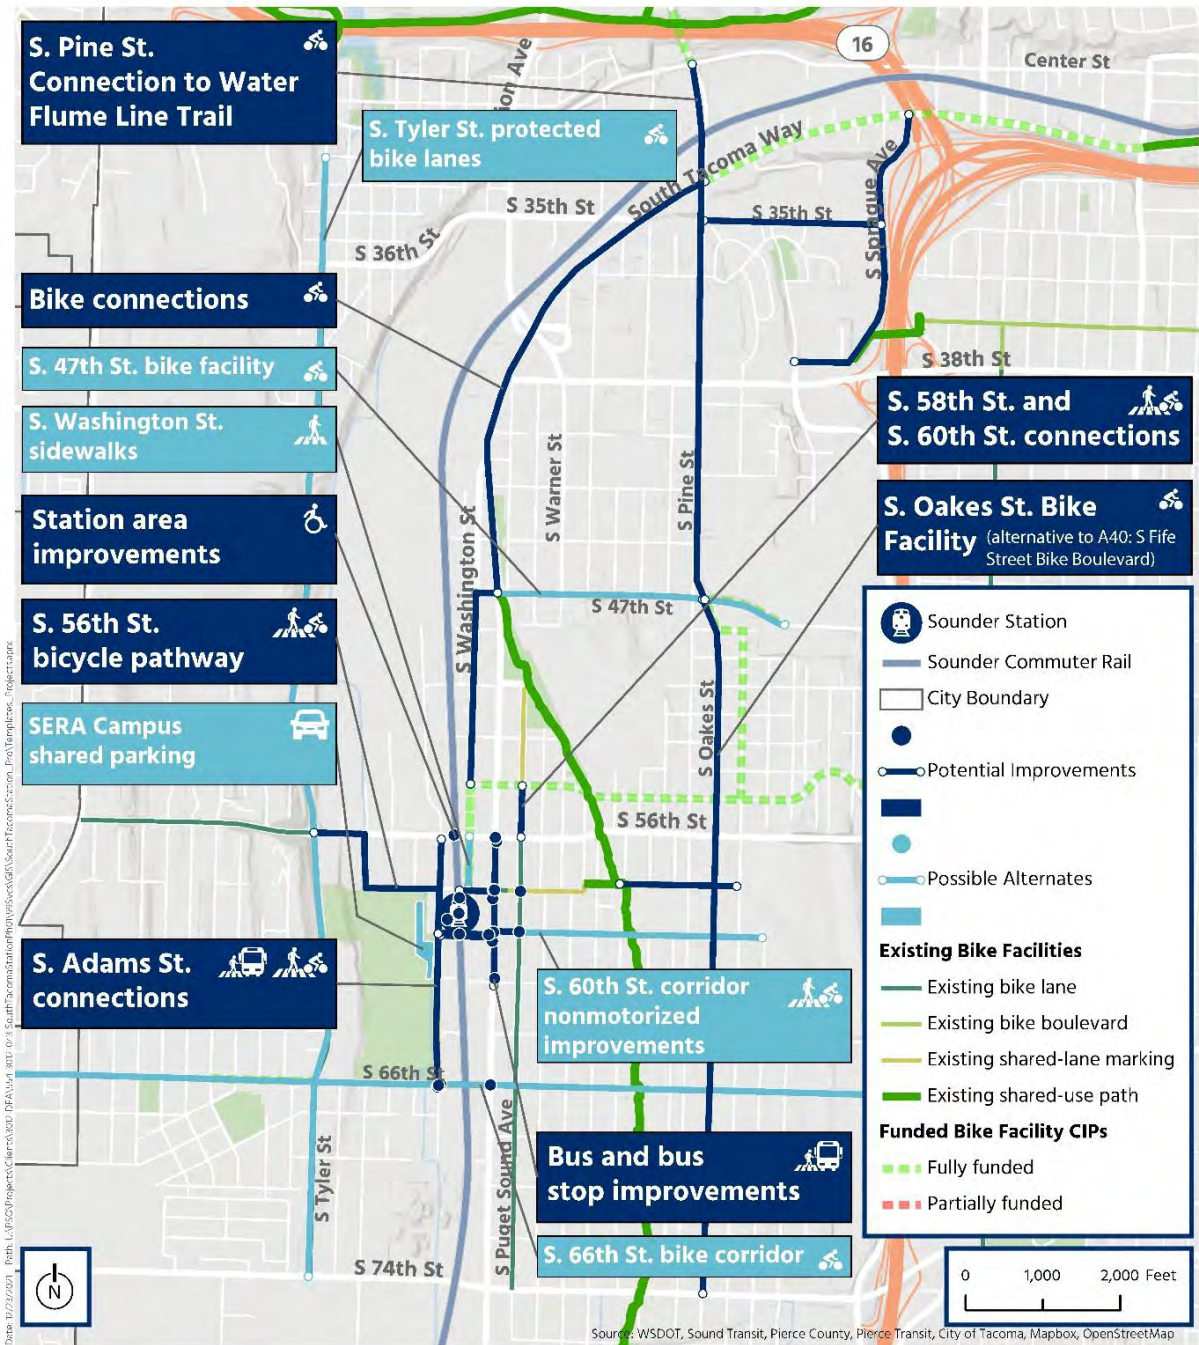 S. Pine St.
Connection to Water
Flume Line Trail
S. Tyler St. protected
bike lanes
16
Center St
South Tacoma Way
S 35th St
S 35th St
S 36th St
S Sprague Ave
Bike connections
S. 47th St. bike facility
S. Washington St.
sidewalks
S 38th St
S. 58th St. and
S. 60th St. connections
S. Oakes St. Bike
Facility (alternative to A40: S Fife
Street Bike Boulevard)
Station area
improvements
S. 56th St.
bicycle pathway
SERA Campus
shared parking
S Warner St
S Pine St
S Washington St
S 47th St
S Oakes St
S 56th St
S. Adams St.
connections
S. 60th St. corridor
nonmotorized
improvements
S 66th St
S Tyler St
S Puget Sound Ave
Bus and bus
stop improvements
S. 66th St. bike corridor
S 74th St
Sounder Station
Sounder Commuter Rail
City Boundary
Potential Improvements
Possible Alternates
Existing Bike Facilities
Existing bike lane
Existing bike boulevard
Existing shared-lane marking
Existing shared-use path
Funded Bike Facility CIPs
Fully funded
Partially funded
N
0 1,000 2,000 Feet
Source: WSDOT, Sound Transit, Pierce County, Pierce Transit, City of Tacoma, Mapbox, OpenStreetMap